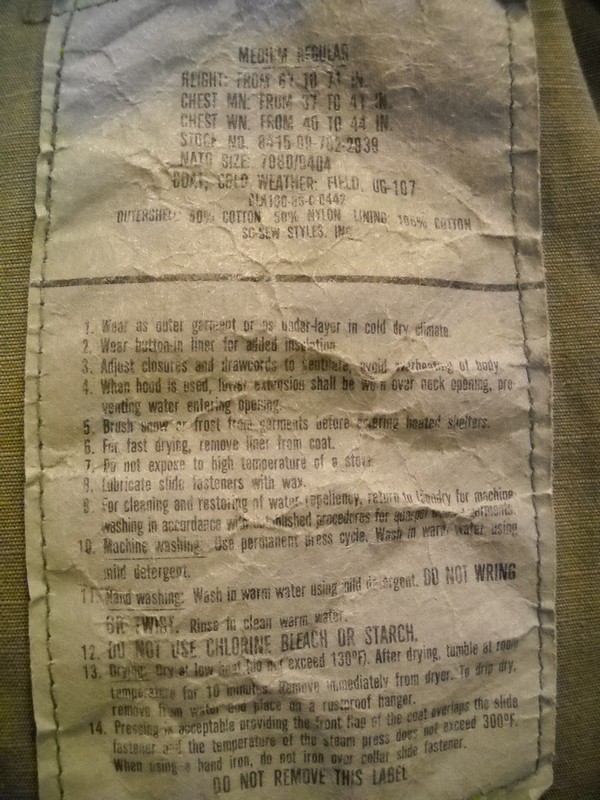 MEDIUM REGULAR
HEIGHT: FROM 67 TO 71 IN.
CHEST MN: FROM 37 TO 41 IN.
CHEST WN: FROM 40 TO 44 IN.
STOCK NO. 8415-00-782-2939
NATO SIZE: 7080/9404
COAT, COLD WEATHER: FIELD, OG-107
DLA100-85-C-0442
OUTERSHELL 50% COTTON 50% NYLON LINING 100% COTTON
SO-SEW STYLES, INC
1. Wear as outer garment or as under-layer in cold dry climate.
2. Wear button-in liner for added insulation.
3. Adjust closures and drawcords to ventilate, avoid overheating of body.
4. When hood is used, lower extension shall be worn over neck opening, pre-
venting water entering opening.
5. Brush snow or frost from garments before entering heated shelters.
6. For fast drying, remove liner from coat.
7. Do not expose to high temperature of a stove.
8. Lubricate slide fasteners with wax.
9. For cleaning and restoring of water repellency, return to laundry for machine
washing in accordance with established procedures for garments.
10. Machine washing: Use permanent press cycle. Wash in warm water using
mild detergent.
11. Hand washing: Wash in warm water using mild detergent. DO NOT WRING
OR TWIST. Rinse in clean warm water.
12. DO NOT USE CHLORINE BLEACH OR STARCH.
13. Drying: Dry at low heat (do not exceed 130°F). After drying, tumble at room
temperature for 10 minutes. Remove immediately from dryer. To drip dry,
remove from water and place on a rustproof hanger.
14. Pressing is acceptable providing the front flap of the coat overlaps the slide
fastener and the temperature of the steam press does not exceed 300°F.
When using a hand iron, do not iron over collar slide fastener.
DO NOT REMOVE THIS LABEL